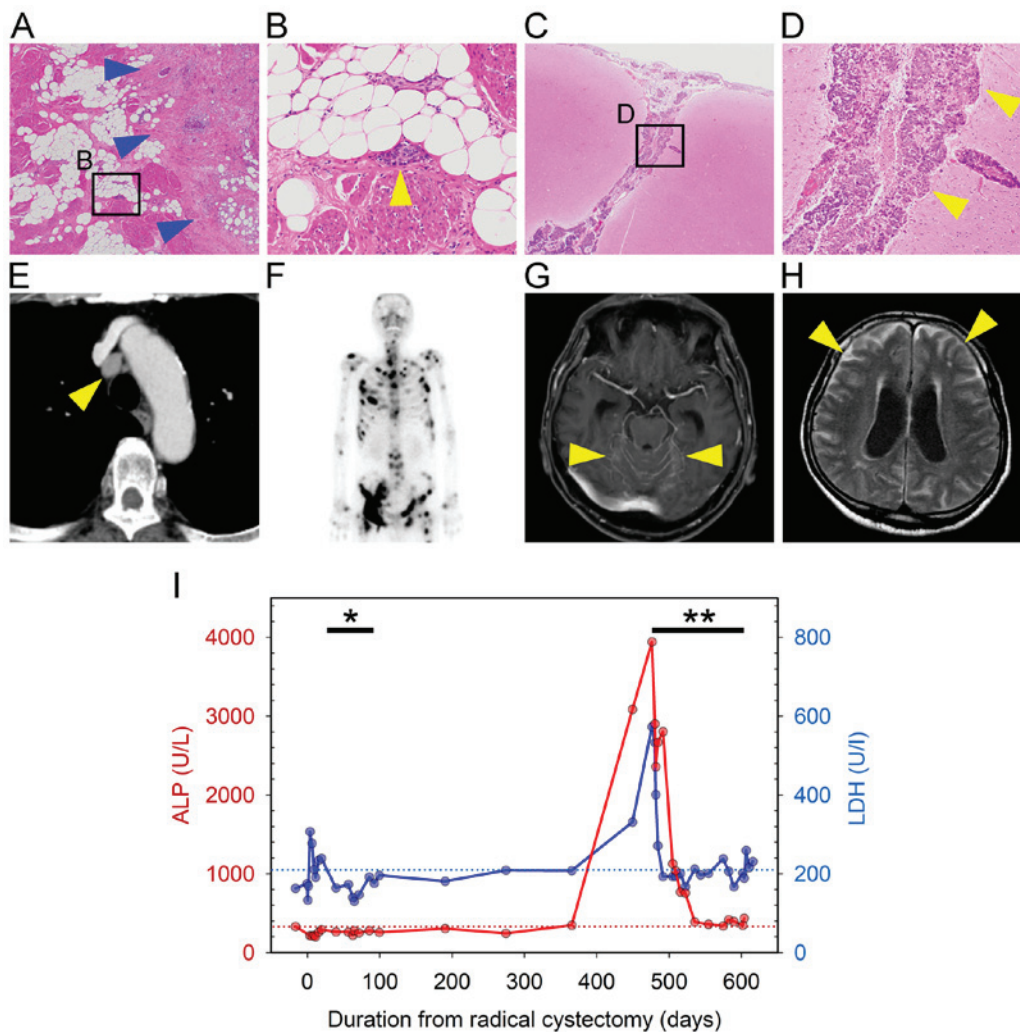 A B C D
B
D
E F G H
I
* **
4000 800
3000 600
2000 400
1000 200
0 0
ALP (U/L)
LDH (U/l)
0 100 200 300 400 500 600
Duration from radical cystectomy (days)